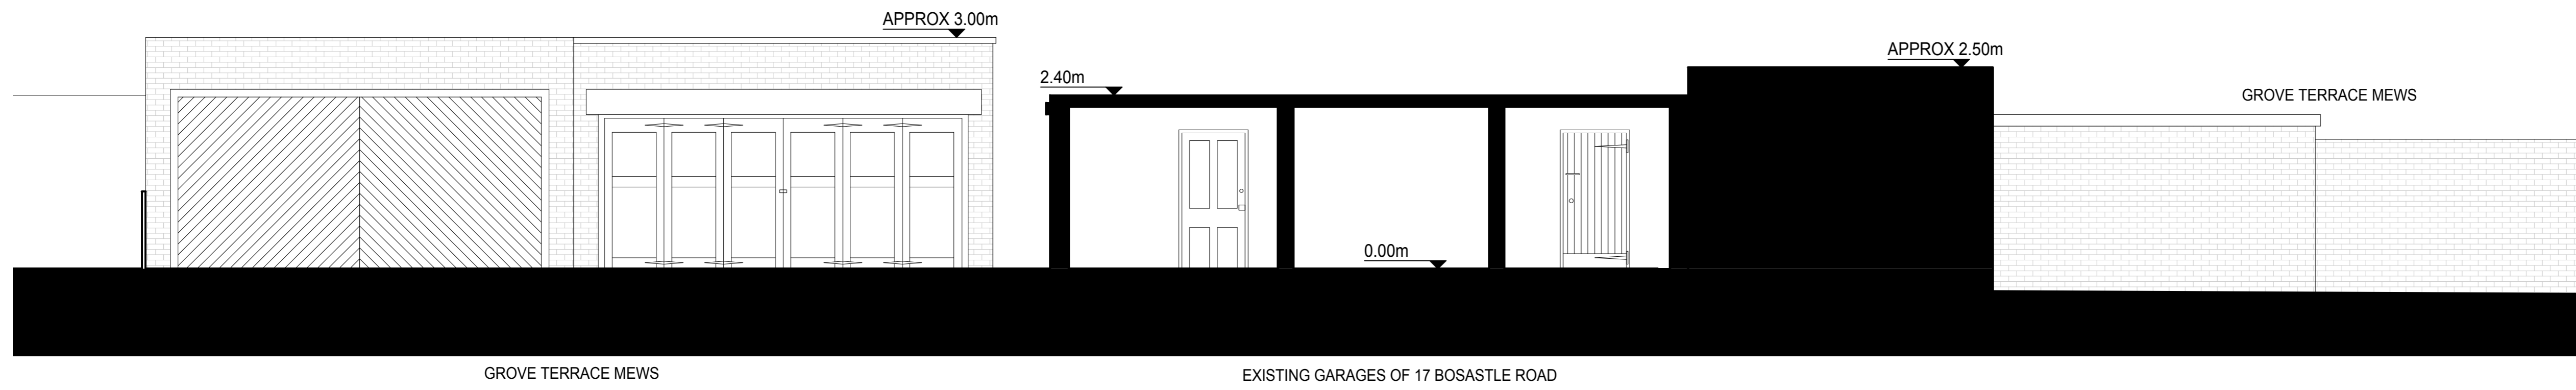 APPROX 3.00m
APPROX 2.50m
2.40m
GROVE TERRACE MEWS
0.00m
GROVE TERRACE MEWS
EXISTING GARAGES OF 17 BOSASTLE ROAD